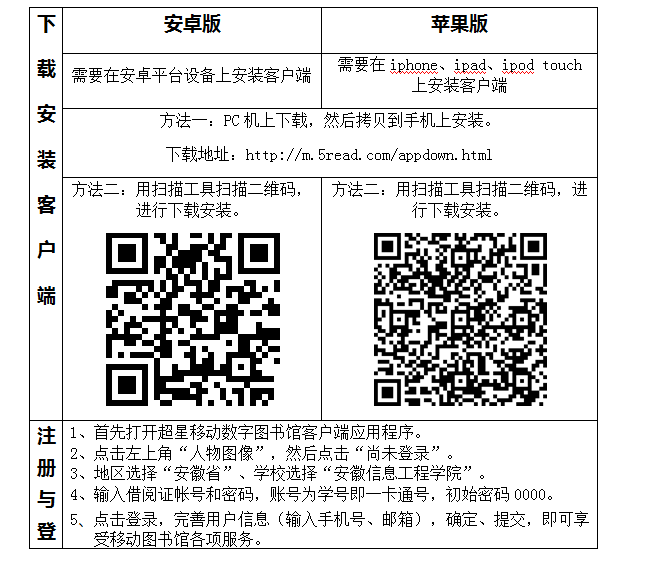 下载安装客户端
安卓版
苹果版
需要在安卓平台设备上安装客户端
需要在 iphone、ipad、ipod touch
上安装客户端
方法一：PC 机上下载，然后拷贝到手机上安装。
下载地址：http://m.5read.com/appdown.html
方法二：用扫描工具扫描二维码，
进行下载安装。
方法二：用扫描工具扫描二维码，进
行下载安装。
注册与登
1、首先打开超星移动数字图书馆客户端应用程序。
2、点击左上角“人物图像”，然后点击“尚未登录”。
3、地区选择“安徽省”、学校选择“安徽信息工程学院”。
4、输入借阅证帐号和密码，账号为学号即一卡通号，初始密码 0000。
5、点击登录，完善用户信息（输入手机号、邮箱），确定、提交，即可享
受移动图书馆各项服务。